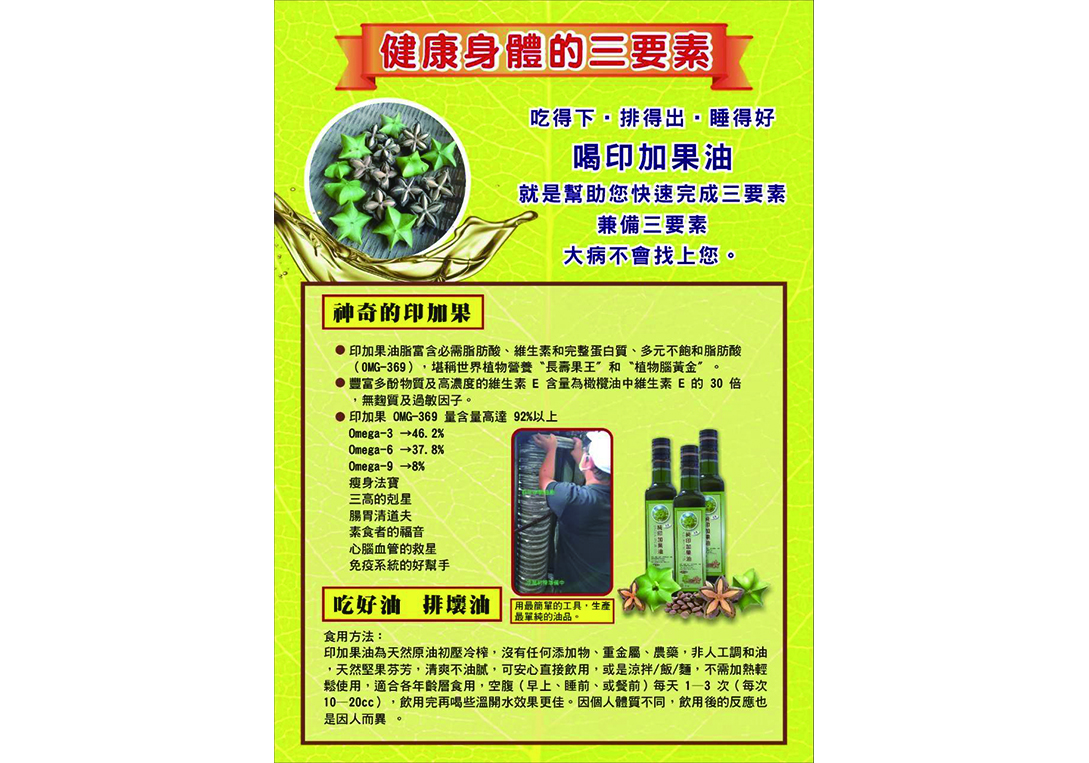 健康身體的三要素
吃得下・排得出・睡得好
喝印加果油
就是幫助您快速完成三要素
兼備三要素
大病不會找上您。
神奇的印加果
●印加果油脂富含必需脂肪酸、維生素和完整蛋白質、多元不飽和脂肪酸
（OMG-369），堪稱世界植物營養〝長壽果王〞和〝植物腦黃金〞。
●豐富多酚物質及高濃度的維生素 E 含量為橄欖油中維生素 E 的 30 倍
，無麴質及過敏因子。
●印加果 OMG-369 量含量高達 92%以上
Omega-3 →46.2%
Omega-6 →37.8%
Omega-9 →8%
瘦身法寶
三高的剋星
腸胃清道夫
素食者的福音
心腦血管的救星
免疫系統的好幫手
用最簡單的工具，生產
最單純的油品。
純印加果油
純印加果油
純印加果油
吃好油 排壞油
食用方法：
印加果油為天然原油初壓冷榨，沒有任何添加物、重金屬、農藥，非人工調和油
，天然堅果芬芳，清爽不油膩，可安心直接飲用，或是涼拌/飯/麵，不需加熱輕
鬆使用，適合各年齡層食用，空腹（早上、睡前、或餐前）每天 1—3 次（每次
10—20cc），飲用完再喝些溫開水效果更佳。因個人體質不同，飲用後的反應也
是因人而異 。